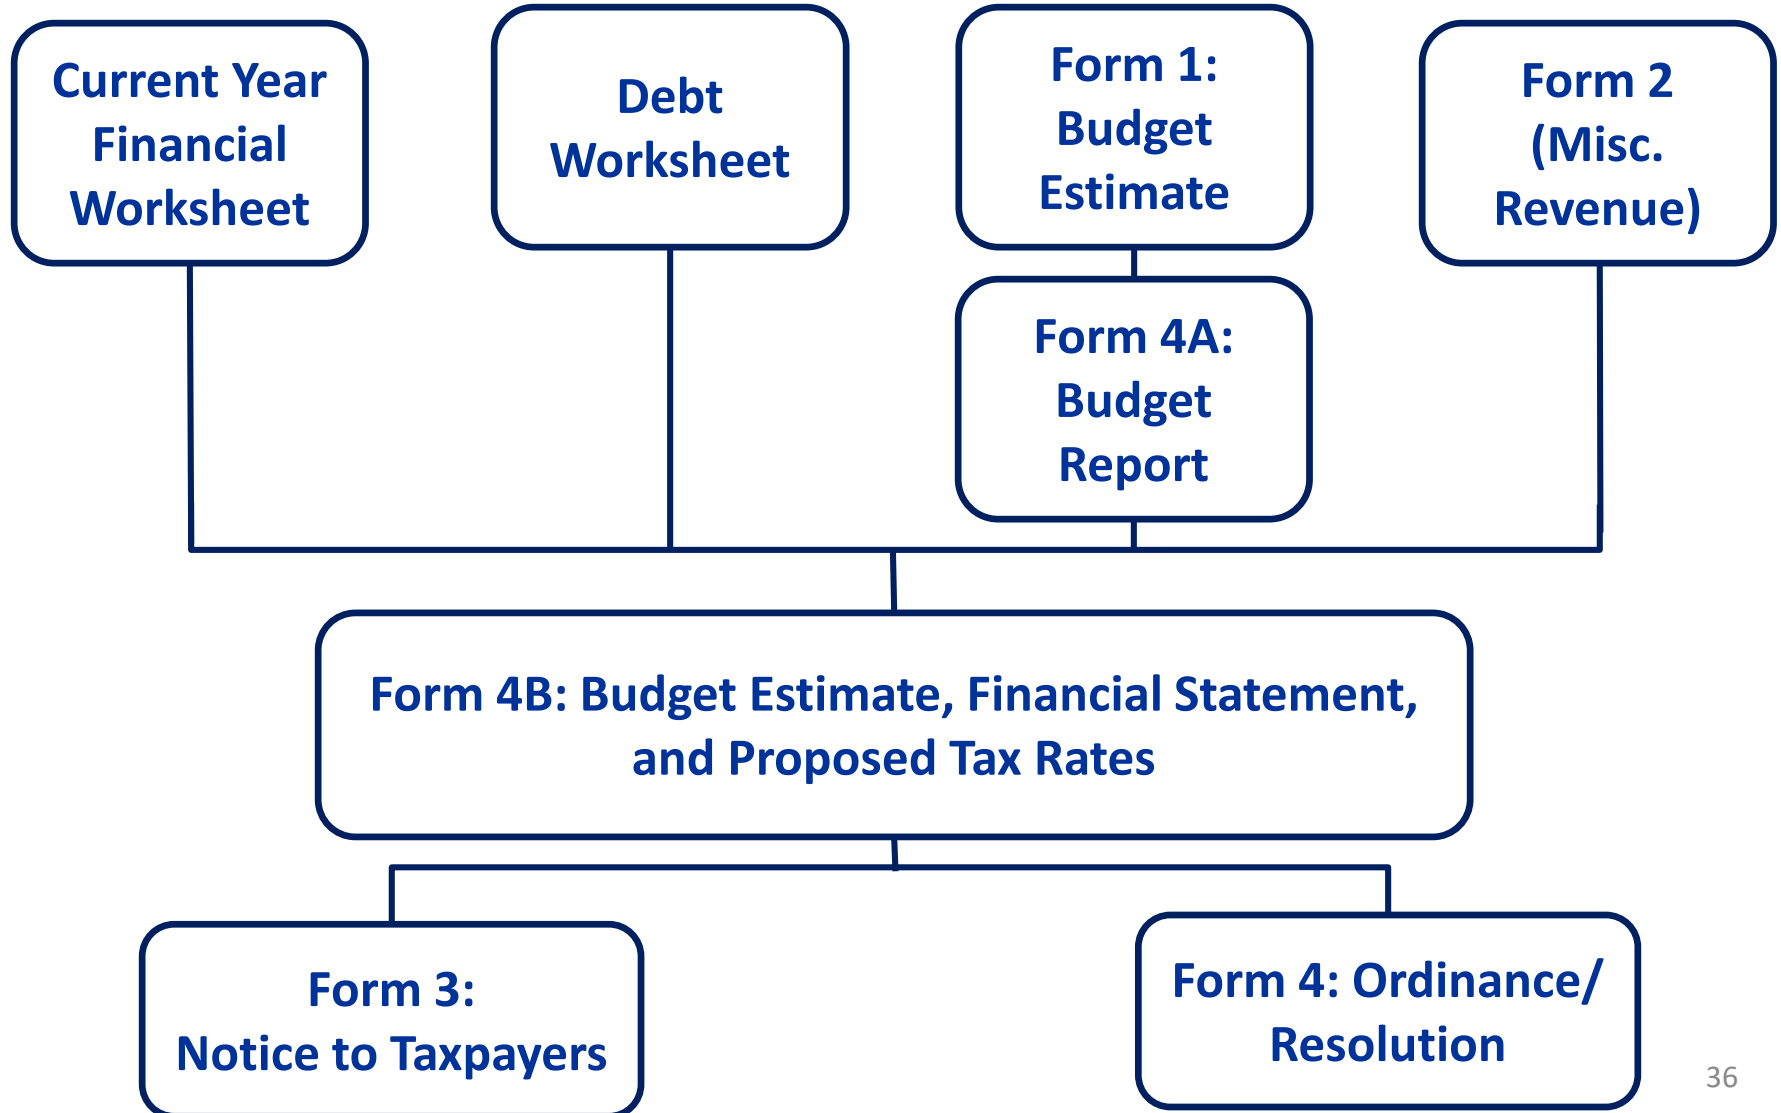 Current Year
Financial
Worksheet
Debt
Worksheet
Form 1:
Budget
Estimate
Form 2
(Misc.
Revenue)
Form 4A:
Budget
Report
Form 4B: Budget Estimate, Financial Statement,
and Proposed Tax Rates
Form 3:
Notice to Taxpayers
Form 4: Ordinance/
Resolution
36